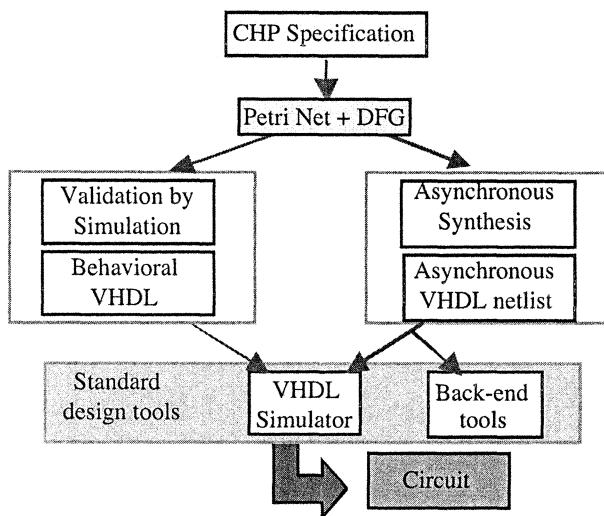 CHP Specification
Petri Net + DFG
Validation by
Simulation
Behavioral
VHDL
Asynchronous
Synthesis
Asynchronous
VHDL netlist
Standard
design tools
VHDL
Simulator
Back-end
tools
Circuit